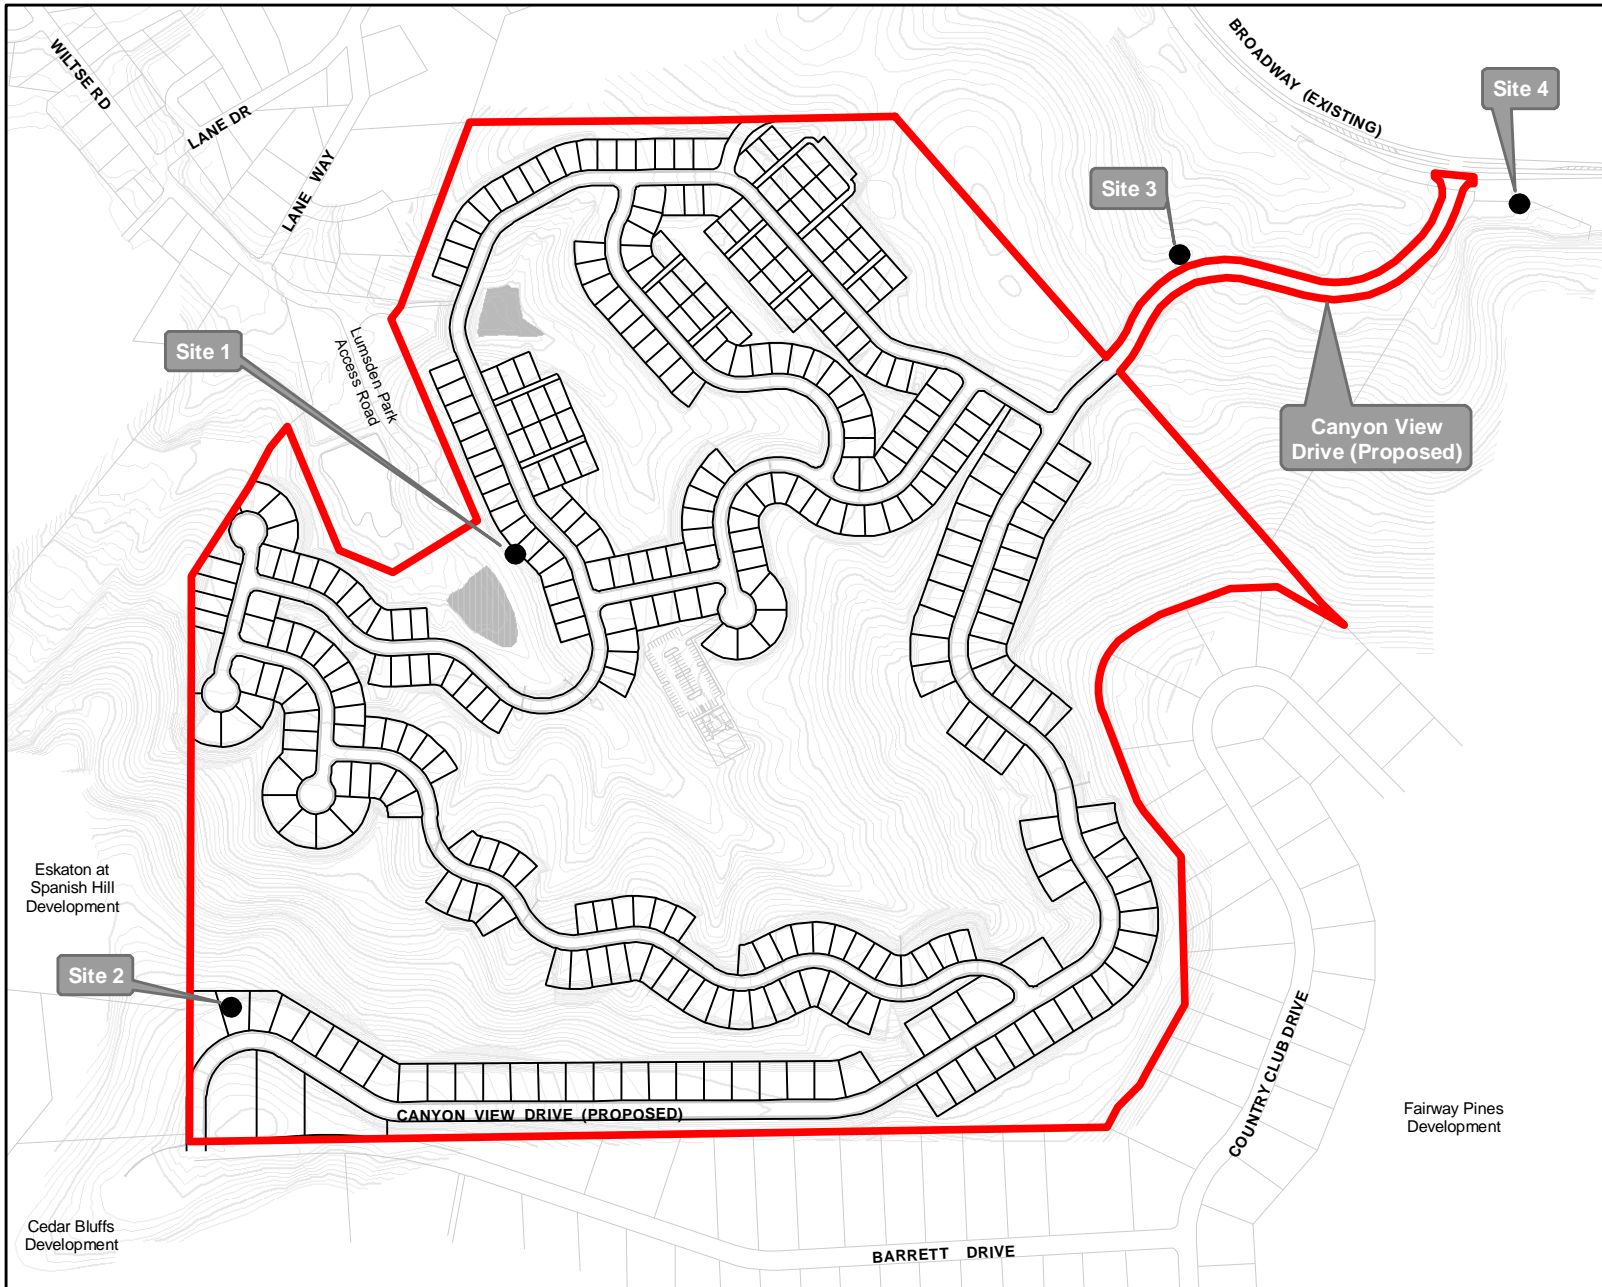 WILTSE RD
LANE DR
LANE WAY
BROADWAY (EXISTING)
Site 4
Site 3
Site 1
Lumsden Park
Access Road
Canyon View
Drive (Proposed)
Eskaton at
Spanish Hill
Development
Site 2
CANYON VIEW DRIVE (PROPOSED)
COUNTRY CLUB DRIVE
Fairway Pines
Development
Cedar Bluffs
Development
BARRETT DRIVE